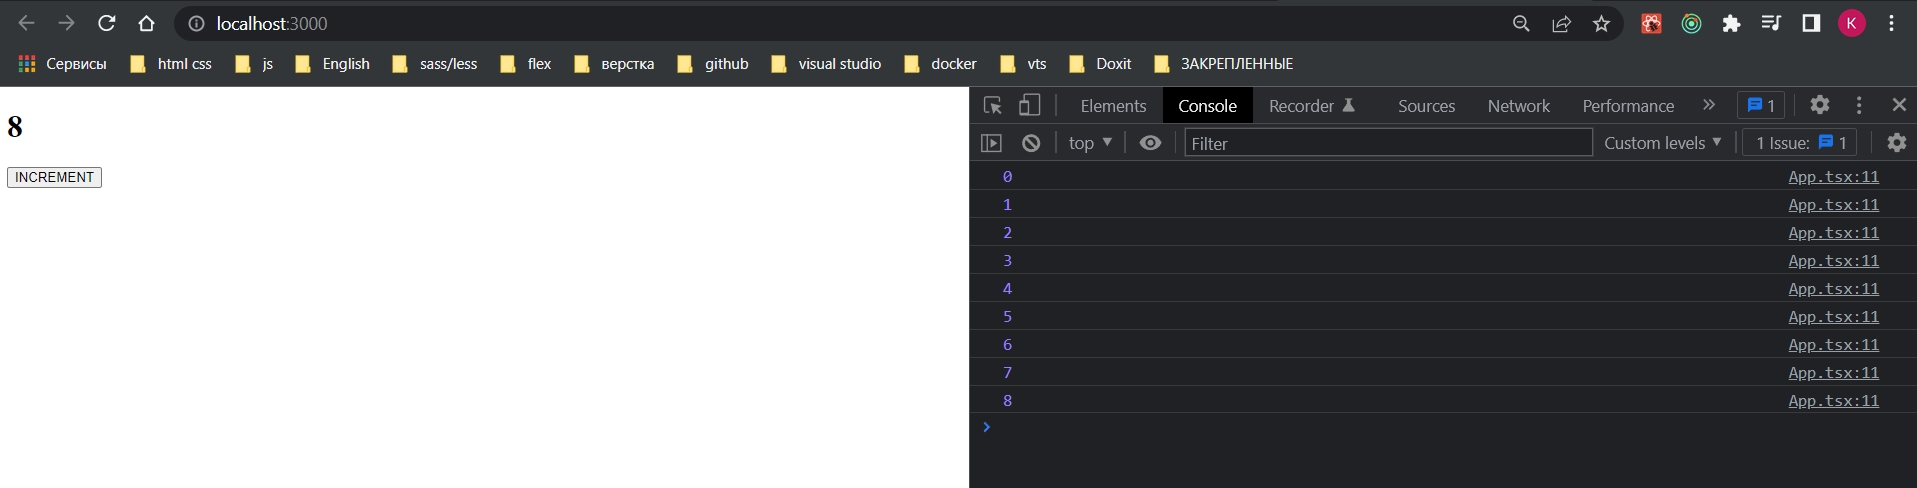 localhost:3000
K
Сервисы html css js English sass/less flex верстка github visual studio docker vts Doxit ЗАКРЕПЛЕННЫЕ
8
INCREMENT
Elements Console Recorder Sources Network Performance » 1
top Filter Custom levels 1 Issue: 1
0 App.tsx:11
1 App.tsx:11
2 App.tsx:11
3 App.tsx:11
4 App.tsx:11
5 App.tsx:11
6 App.tsx:11
7 App.tsx:11
8 App.tsx:11